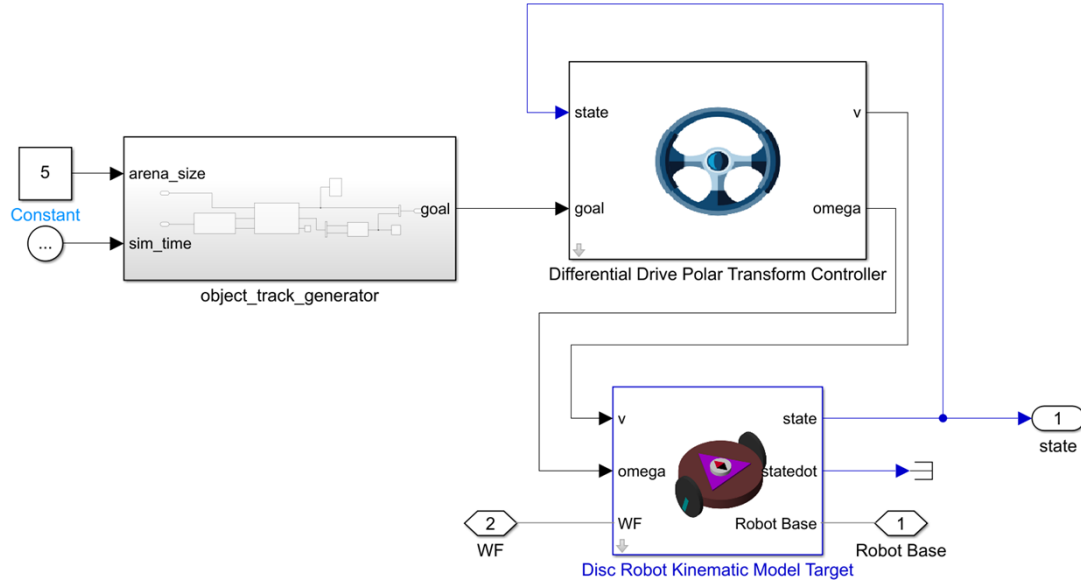 5
Constant
...
arena_size
sim_time
goal
object_track_generator
state
goal
v
omega
Differential Drive Polar Transform Controller
v
omega
WF
state
statedot
Robot Base
Disc Robot Kinematic Model Target
2
WF
1
Robot Base
1
state